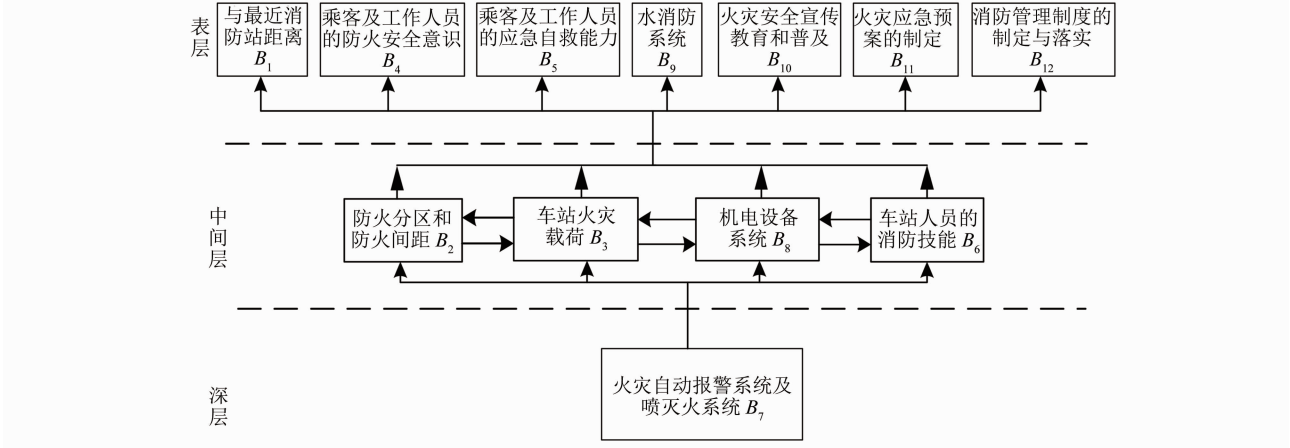 表层
与最近消
防站距离
B1
乘客及工作人员
的防火安全意识
B4
乘客及工作人员
的应急自救能力
B5
水消防
系统
B9
火灾安全宣传
教育和普及
B10
火灾应急预
案的制定
B11
消防管理制度的
制定与落实
B12
中间层
防火分区和
防火间距 B2
车站火灾
载荷 B3
机电设备
系统 B8
车站人员的
消防技能 B6
深层
火灾自动报警系统及
喷灭火系统 B7